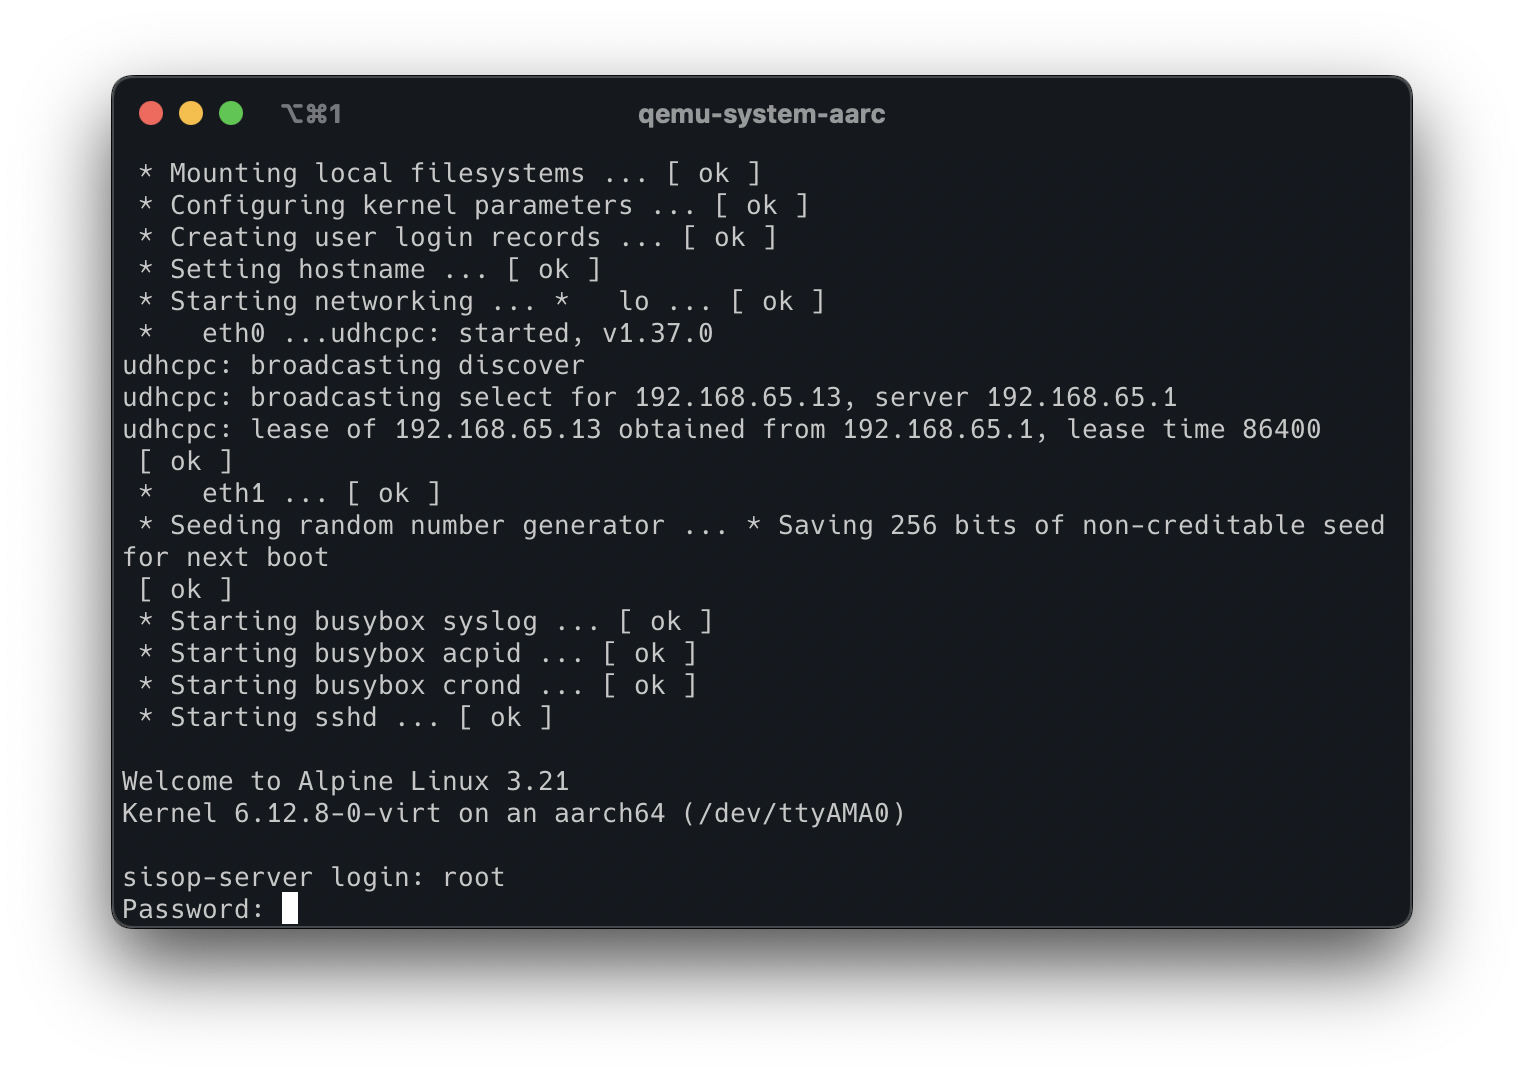 ⌥⌘1
qemu-system-aarc
* Mounting local filesystems ... [ ok ]
* Configuring kernel parameters ... [ ok ]
* Creating user login records ... [ ok ]
* Setting hostname ... [ ok ]
* Starting networking ... *   lo ... [ ok ]
*   eth0 ...udhcpc: started, v1.37.0
udhcpc: broadcasting discover
udhcpc: broadcasting select for 192.168.65.13, server 192.168.65.1
udhcpc: lease of 192.168.65.13 obtained from 192.168.65.1, lease time 86400
[ ok ]
*   eth1 ... [ ok ]
* Seeding random number generator ... * Saving 256 bits of non-creditable seed
for next boot
[ ok ]
* Starting busybox syslog ... [ ok ]
* Starting busybox acpid ... [ ok ]
* Starting busybox crond ... [ ok ]
* Starting sshd ... [ ok ]
Welcome to Alpine Linux 3.21
Kernel 6.12.8-0-virt on an aarch64 (/dev/ttyAMA0)
sisop-server login: root
Password: